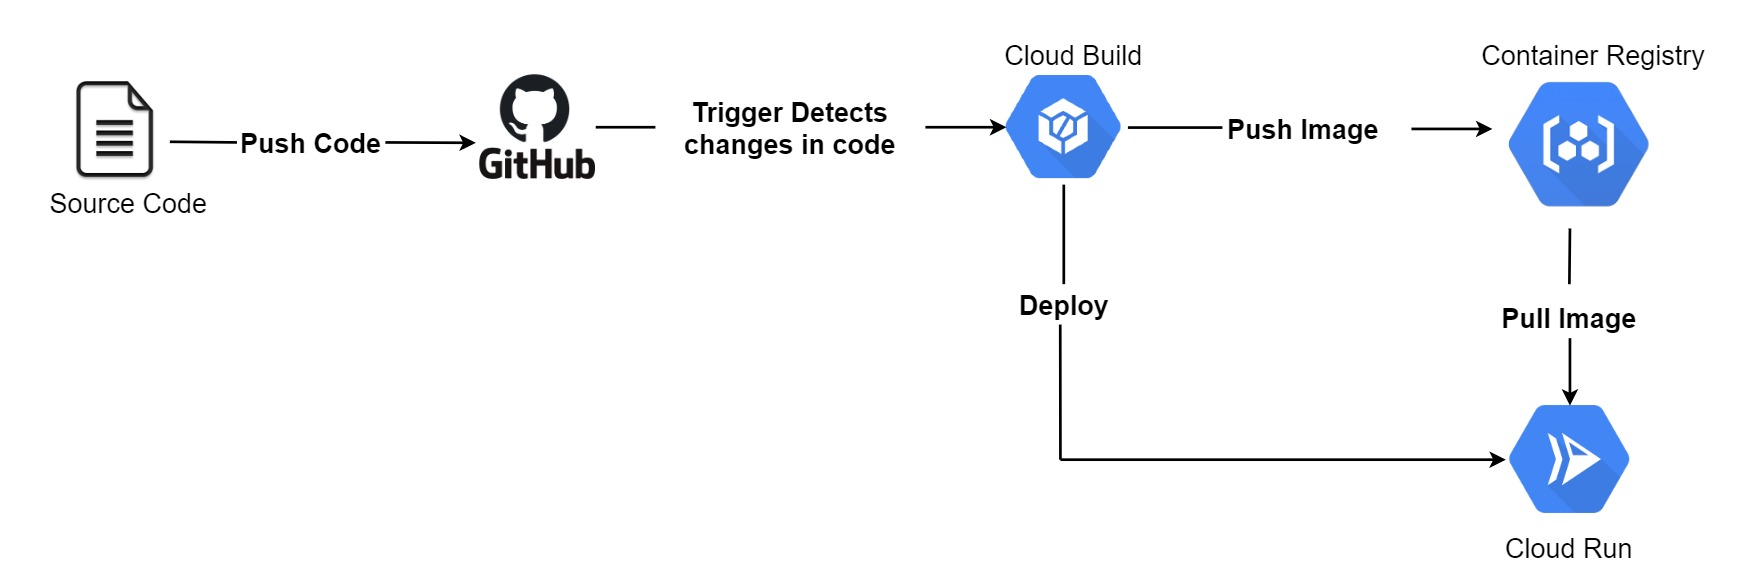 Cloud Build
Container Registry
Push Code
GitHub
Trigger Detects
changes in code
Push Image
Source Code
Deploy
Pull Image
Cloud Run